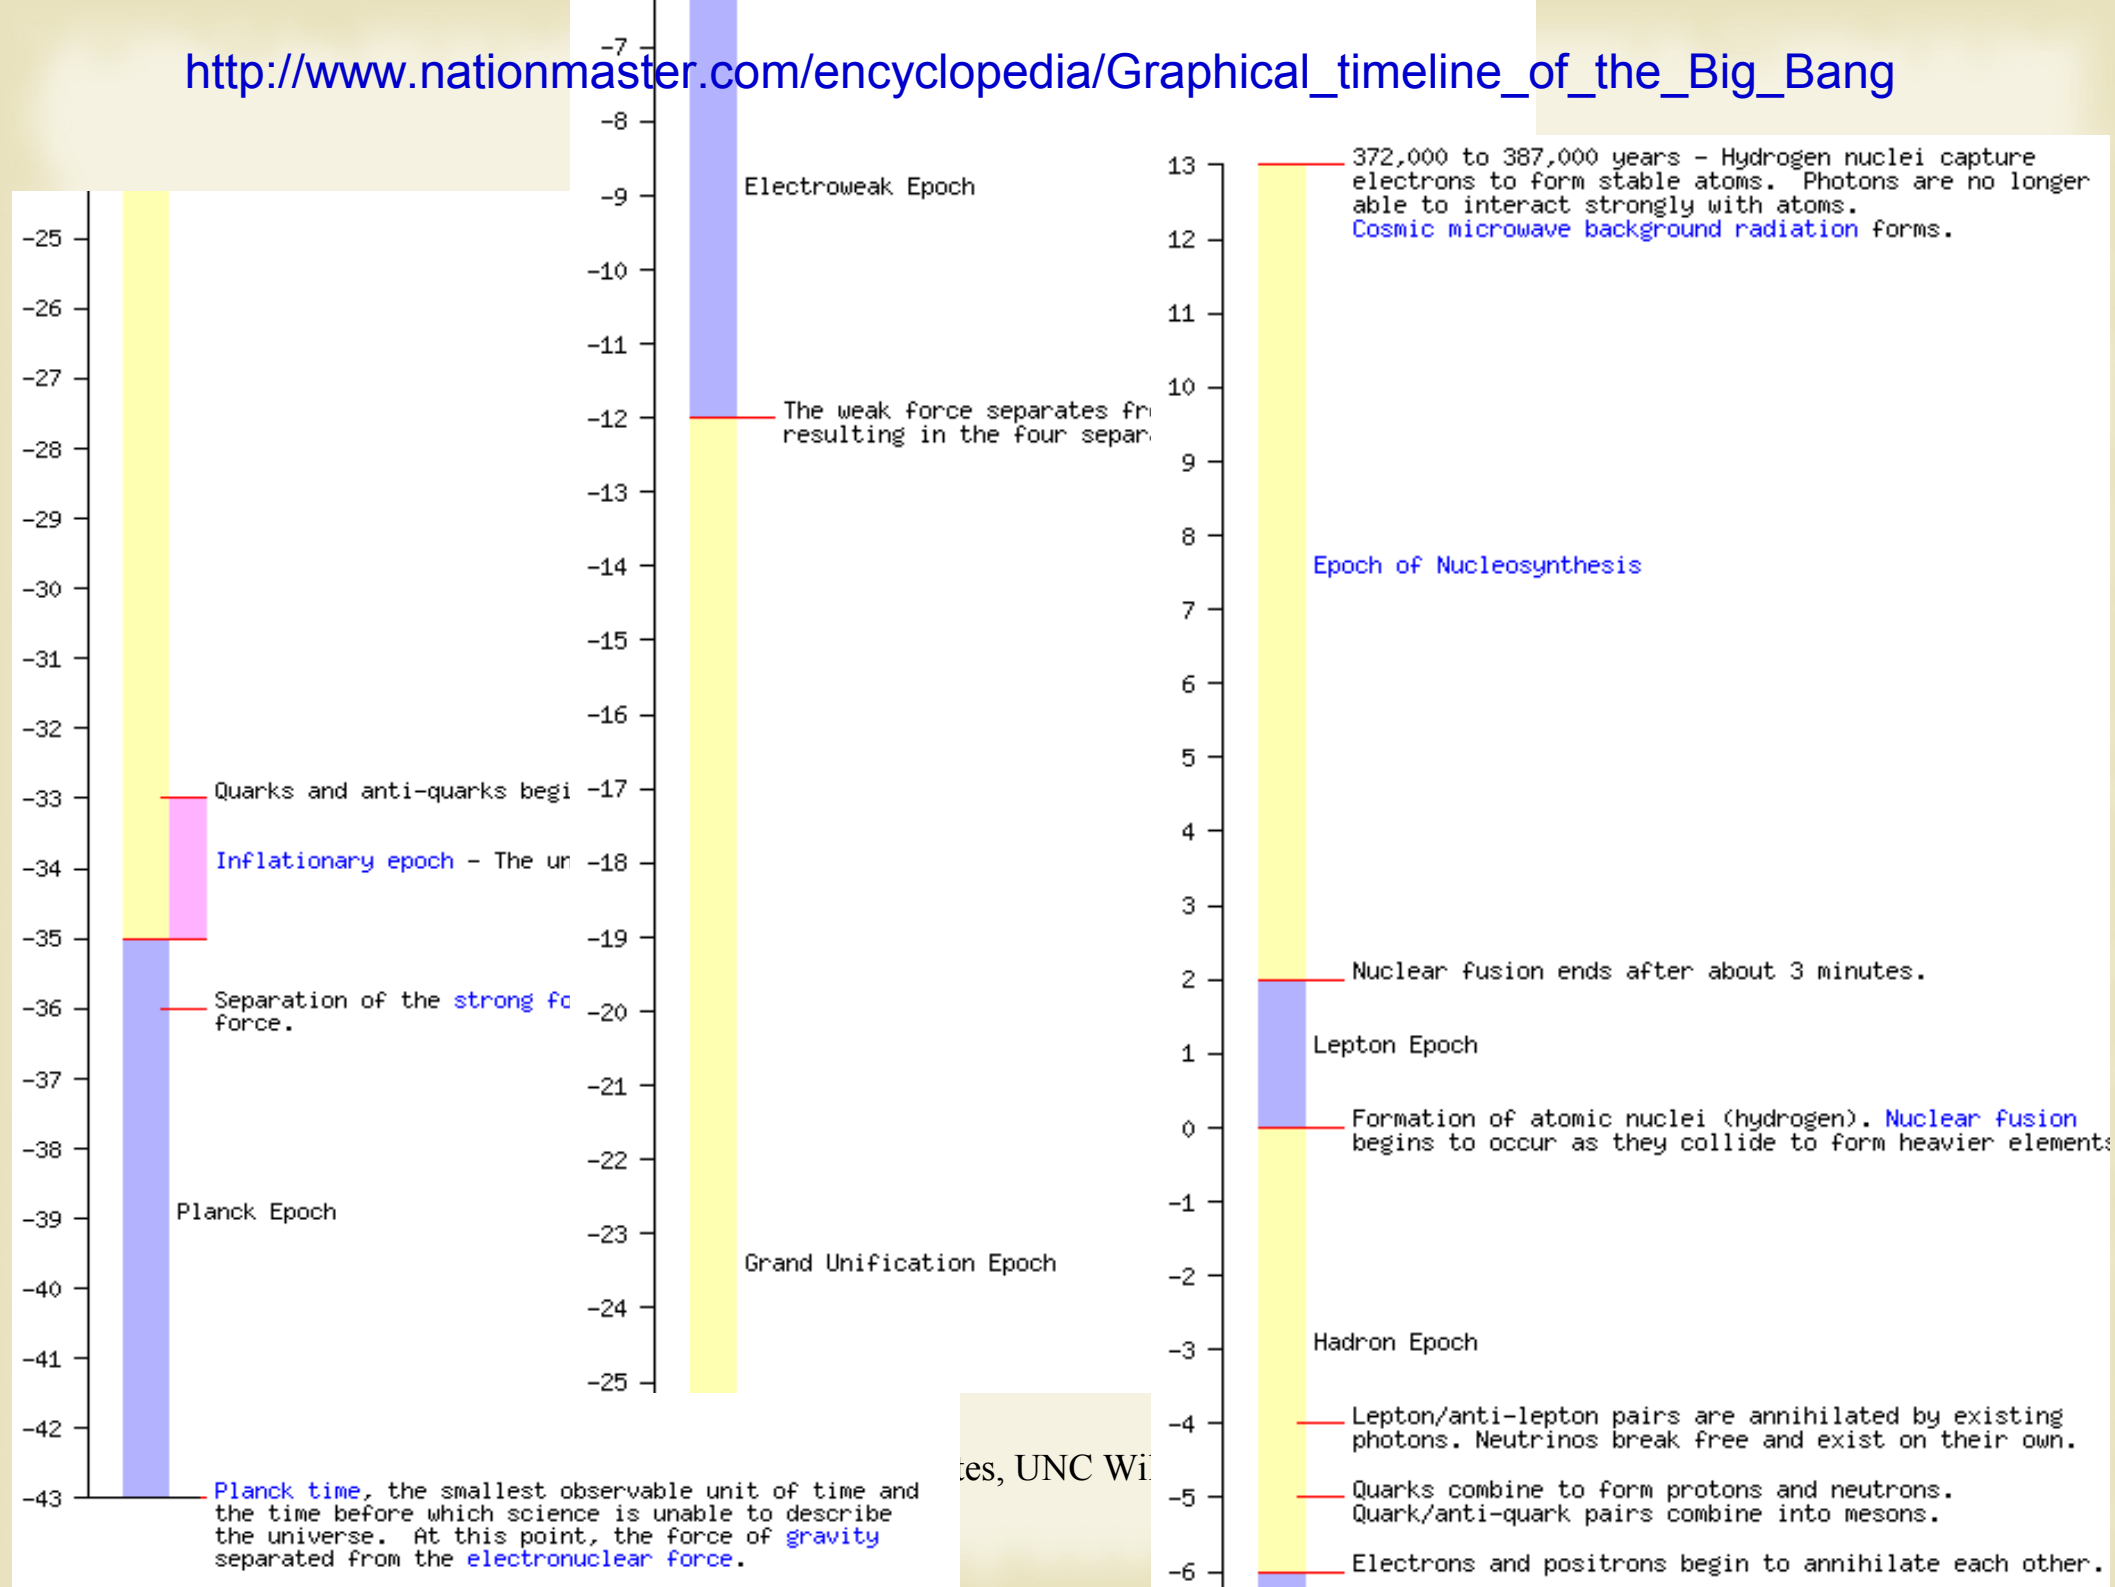 http://www.nationmaster.com/encyclopedia/Graphical_timeline_of_the_Big_Bang
-25
-26
-27
-28
-29
-30
-31
-32
-33
Quarks and anti-quarks
Inflationary epoch - The
-34
-35
-36
Separation of the strong
force.
-37
-38
-39
Planck Epoch
-40
-41
-42
-43
Planck time, the smallest observable unit of time and
the time before which science is unable to describe
the universe. At this point, the force of gravity
separated from the electronuclear force.
-7
-8
-9
Electroweak Epoch
-10
-11
-12
The weak force separates
resulting in the four
-13
-14
-15
-16
-17
-18
-19
-20
-21
-22
-23
Grand Unification Epoch
-24
-25
UNC
13
372,000 to 387,000 years - Hydrogen nuclei capture
electrons to form stable atoms. Photons are no longer
able to interact strongly with atoms.
Cosmic microwave background radiation forms.
12
11
10
9
8
Epoch of Nucleosynthesis
7
6
5
4
3
2
Nuclear fusion ends after about 3 minutes.
1
Lepton Epoch
0
Formation of atomic nuclei (hydrogen). Nuclear fusion
begins to occur as they collide to form heavier elements
-1
-2
-3
Hadron Epoch
-4
Lepton/anti-lepton pairs are annihilated by existing
photons. Neutrinos break free and exist on their own.
-5
Quarks combine to form protons and neutrons.
Quark/anti-quark pairs combine into mesons.
-6
Electrons and positrons begin to annihilate each other.